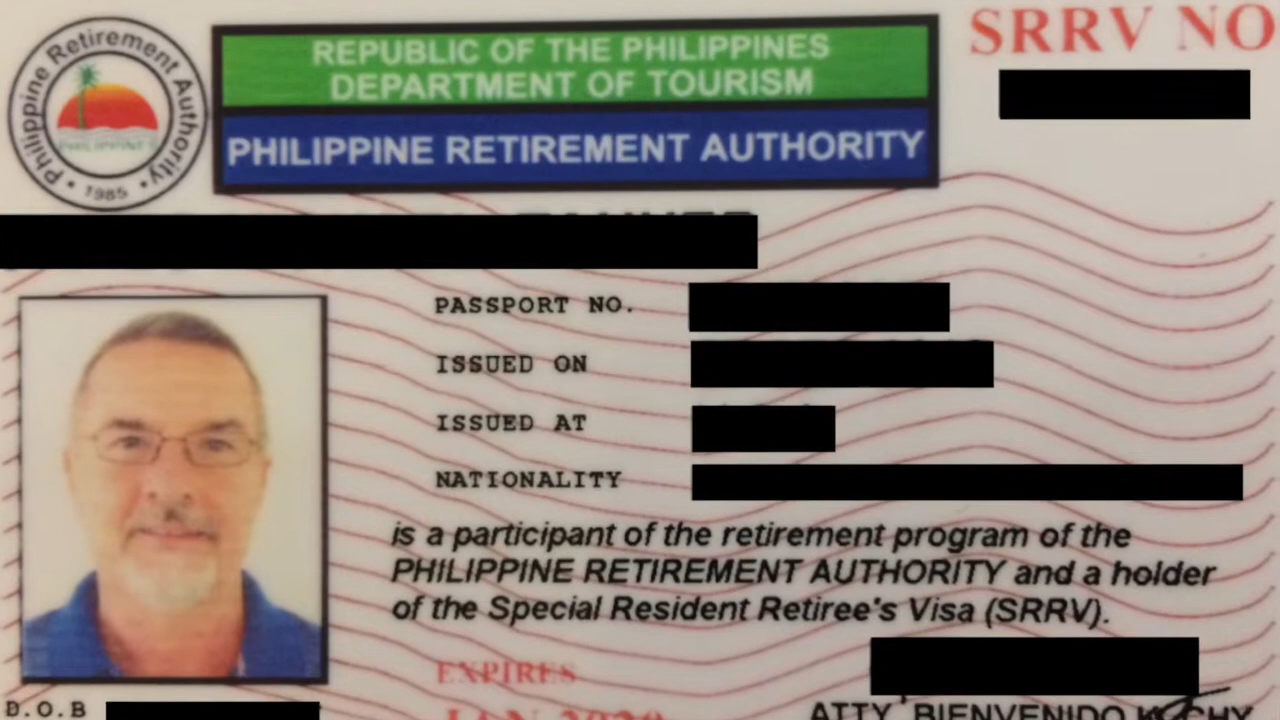 Philippine Retirement Authority
PHILIPPINES
• 1985 •
REPUBLIC OF THE PHILIPPINES
DEPARTMENT OF TOURISM
PHILIPPINE RETIREMENT AUTHORITY
SRRV NO
PASSPORT NO.
ISSUED ON
ISSUED AT
NATIONALITY
is a participant of the retirement program of the
PHILIPPINE RETIREMENT AUTHORITY and a holder
of the Special Resident Retiree's Visa (SRRV).
EXPIRES
D.O.B
ATTY BIENVENIDO